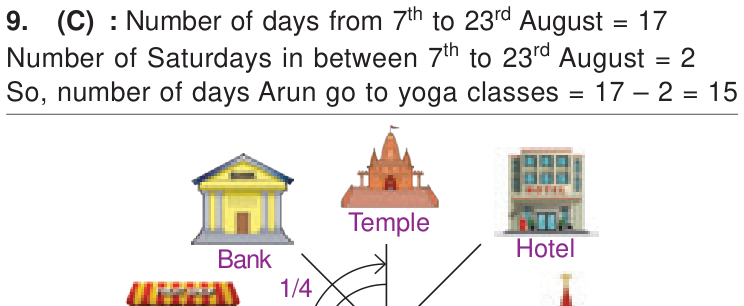 9. (C) : Number of days from 7th to 23rd August = 17
Number of Saturdays in between 7th to 23rd August = 2
So, number of days Arun go to yoga classes = 17 – 2 = 15
HOTEL
Temple
Hotel
Bank
1/4